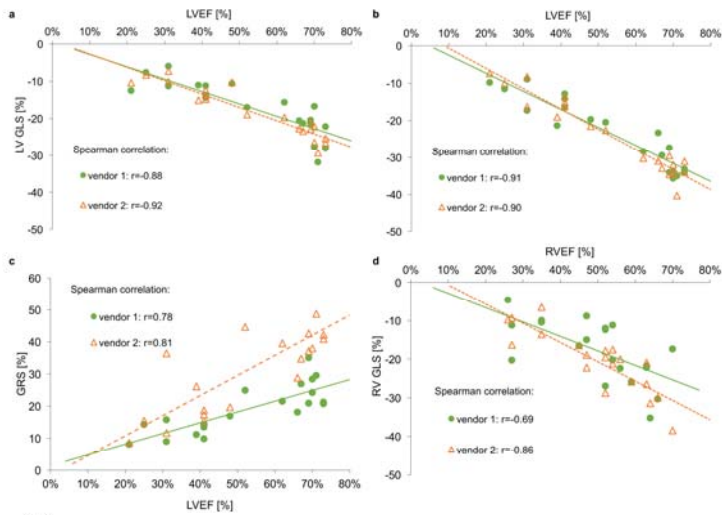 a
LVEF [%]
0% 10% 20% 30% 40% 50% 60% 70% 80%
0
-10
-20
-30
-40
-50
LV GLS [%]
Spearman correlation:
vendor 1: r=-0.88
vendor 2: r=-0.92
b
LVEF [%]
0% 10% 20% 30% 40% 50% 60% 70% 80%
0
-10
-20
-30
-40
-50
Spearman correlation:
vendor 1: r=-0.91
vendor 2: r=-0.90
c
60
50
40
30
20
10
0
GRS [%]
Spearman correlation:
vendor 1: r=0.78
vendor 2: r=0.81
0% 10% 20% 30% 40% 50% 60% 70% 80%
LVEF [%]
d
RVEF [%]
0% 10% 20% 30% 40% 50% 60% 70% 80%
0
-10
-20
-30
-40
-50
RV GLS [%]
Spearman correlation:
vendor 1: r=-0.69
vendor 2: r=-0.86